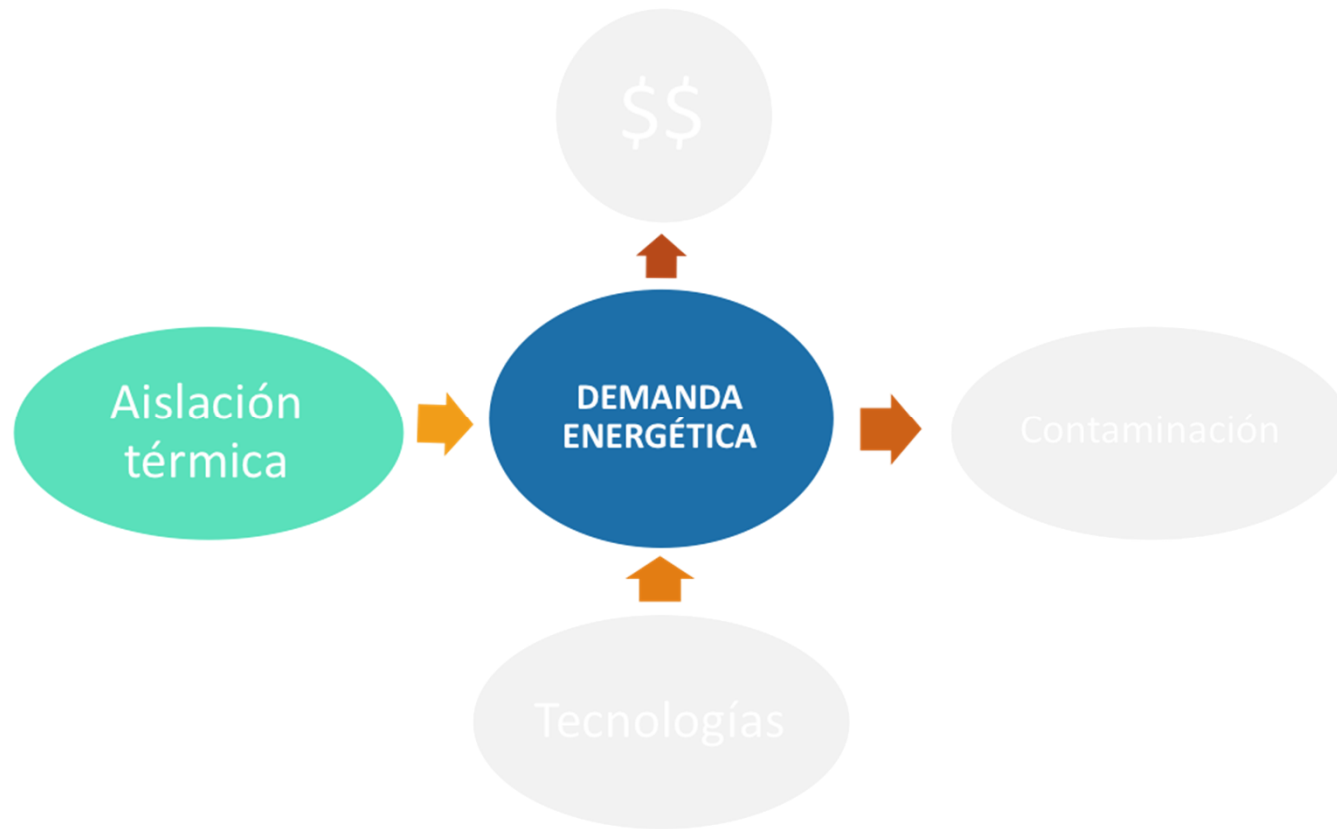 $$
Aislación
térmica
DEMANDA
ENERGÉTICA
Contaminación
Tecnologías